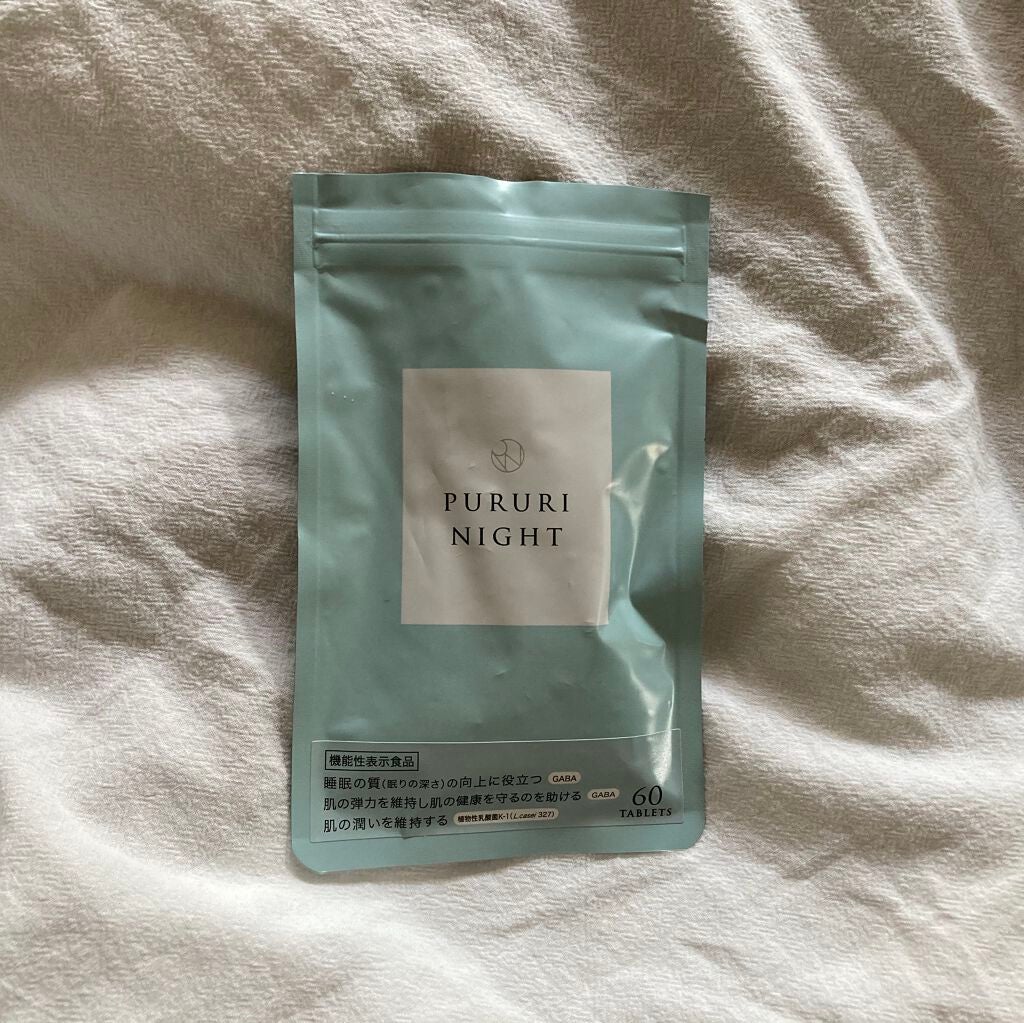 PURURI
NIGHT
機能性表示食品
睡眠の質(眠りの深さ)の向上に役立つ GABA
肌の弾力を維持し肌の健康を守るのを助ける GABA
肌の潤いを維持する 植物性乳酸菌K-1(L.casei 327)
60
TABLETS